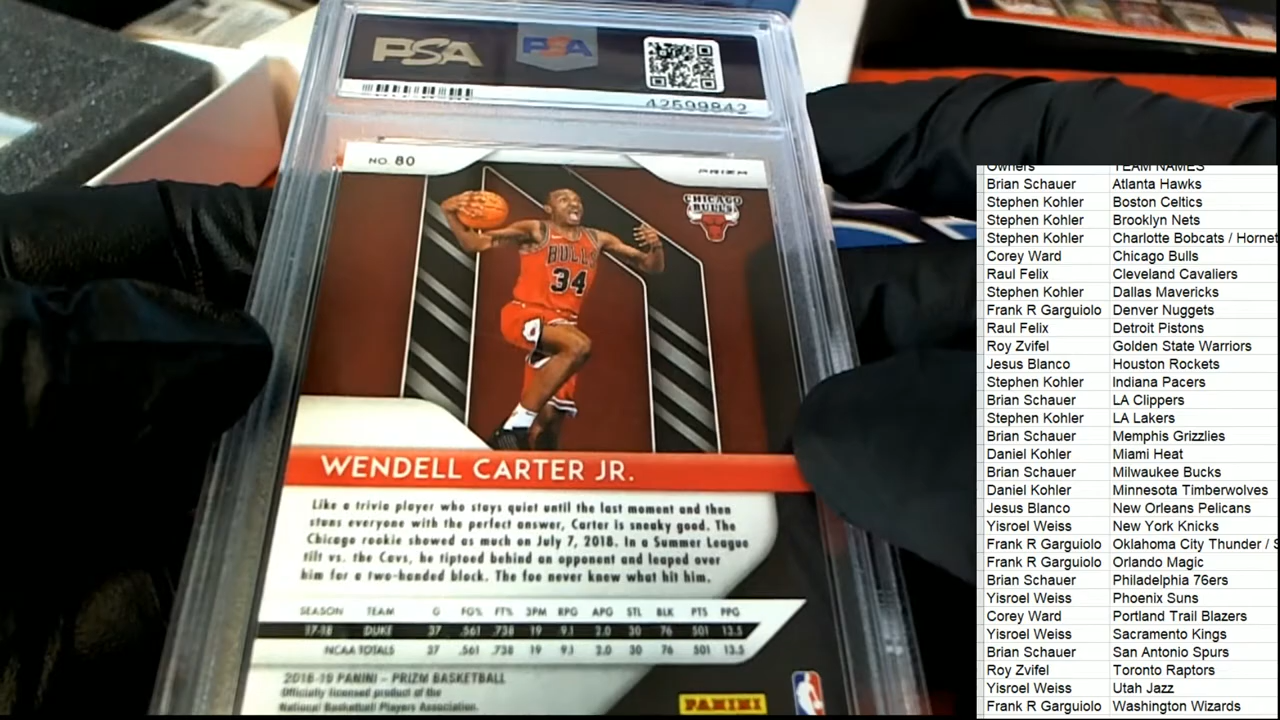 PSA
PSA
42599842
NO. 80
PRIZM
CHICAGO
BULLS
BULLS
34
WENDELL CARTER JR.
Like a trivia player who stays quiet until the last moment and then
stuns everyone with the perfect answer, Carter is sneaky good. The
Chicago rookie showed as much on July 7, 2018. In a Summer League
tilt vs. the Cavs, he tiptoed behind an opponent and leaped over
him for a two-handed block. The foe never knew what hit him.
SEASON TEAM G FG% FT% 3PM RPG APG STL BLK PTS PPG
17-18 DUKE 37 .561 .738 19 9.1 2.0 30 76 501 13.5
NCAA TOTALS 37 .561 .738 19 9.1 2.0 30 76 501 13.5
2018-19 PANINI – PRIZM BASKETBALL
Officially licensed product of the
National Basketball Players Association.
PANINI
NBA
Owners TEAM NAMES
Brian Schauer Atlanta Hawks
Stephen Kohler Boston Celtics
Stephen Kohler Brooklyn Nets
Stephen Kohler Charlotte Bobcats / Hornet
Corey Ward Chicago Bulls
Raul Felix Cleveland Cavaliers
Stephen Kohler Dallas Mavericks
Frank R Garguiolo Denver Nuggets
Raul Felix Detroit Pistons
Roy Zvifel Golden State Warriors
Jesus Blanco Houston Rockets
Stephen Kohler Indiana Pacers
Brian Schauer LA Clippers
Stephen Kohler LA Lakers
Brian Schauer Memphis Grizzlies
Daniel Kohler Miami Heat
Brian Schauer Milwaukee Bucks
Daniel Kohler Minnesota Timberwolves
Jesus Blanco New Orleans Pelicans
Yisroel Weiss New York Knicks
Frank R Garguiolo Oklahoma City Thunder / S
Frank R Garguiolo Orlando Magic
Brian Schauer Philadelphia 76ers
Yisroel Weiss Phoenix Suns
Corey Ward Portland Trail Blazers
Yisroel Weiss Sacramento Kings
Brian Schauer San Antonio Spurs
Roy Zvifel Toronto Raptors
Yisroel Weiss Utah Jazz
Frank R Garguiolo Washington Wizards